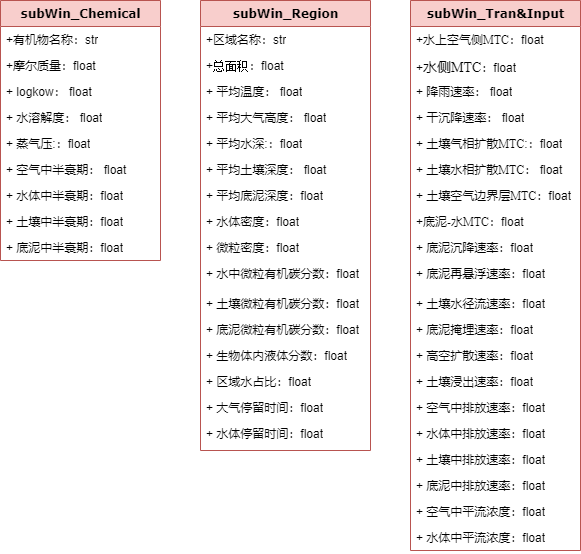 subWin_Chemical
+有机物名称：str
+摩尔质量：float
+ logkow：float
+ 水溶解度：float
+ 蒸气压:：float
+ 空气中半衰期：float
+ 水体中半衰期：float
+ 土壤中半衰期：float
+ 底泥中半衰期：float
subWin_Region
+区域名称：str
+总面积：float
+ 平均温度：float
+ 平均大气高度：float
+ 平均水深:：float
+ 平均土壤深度：float
+ 平均底泥深度：float
+ 水体密度：float
+ 微粒密度：float
+ 水中微粒有机碳分数：float
+ 土壤微粒有机碳分数：float
+ 底泥微粒有机碳分数：float
+ 生物体内液体分数：float
+ 区域水占比：float
+ 大气停留时间：float
+ 水体停留时间：float
subWin_Tran&Input
+水上空气侧MTC：float
+水侧MTC：float
+ 降雨速率：float
+ 干沉降速率：float
+ 土壤气相扩散MTC:：float
+ 土壤水相扩散MTC：float
+ 土壤空气边界层MTC：float
+底泥-水MTC：float
+ 底泥沉降速率：float
+ 底泥再悬浮速率：float
+ 土壤水径流速率：float
+ 底泥掩埋速率：float
+ 高空扩散速率：float
+ 土壤浸出速率：float
+ 空气中排放速率：float
+ 水体中排放速率：float
+ 土壤中排放速率：float
+ 底泥中排放速率：float
+ 空气中平流浓度：float
+ 水体中平流浓度：float